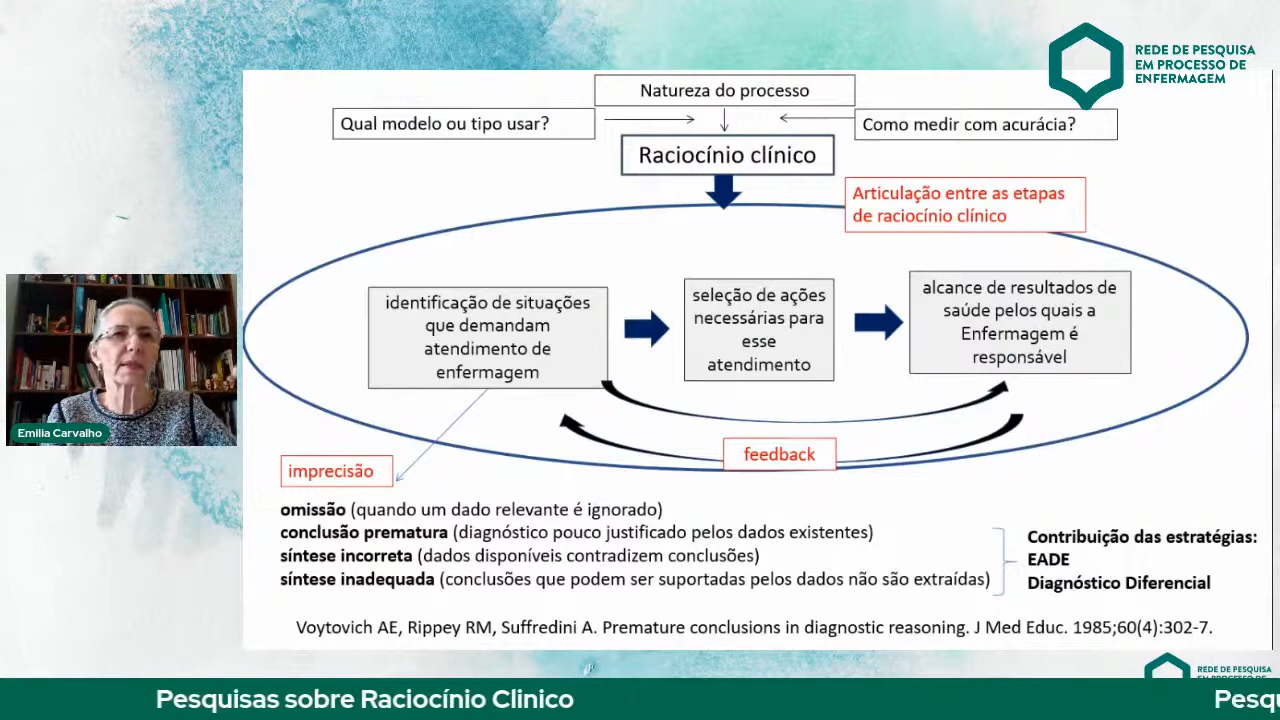 REDE DE PESQUISA
EM PROCESSO DE
ENFERMAGEM
Natureza do processo
Qual modelo ou tipo usar?
Como medir com acurácia?
Raciocínio clínico
Articulação entre as etapas
de raciocínio clínico
identificação de situações
que demandam
atendimento de
enfermagem
seleção de ações
necessárias para
esse
atendimento
alcance de resultados de
saúde pelos quais a
Enfermagem é
responsável
Emilia Carvalho
feedback
imprecisão
omissão (quando um dado relevante é ignorado)
conclusão prematura (diagnóstico pouco justificado pelos dados existentes)
síntese incorreta (dados disponíveis contradizem conclusões)
síntese inadequada (conclusões que podem ser suportadas pelos dados não são extraídas)
Contribuição das estratégias:
EADE
Diagnóstico Diferencial
Voytovich AE, Rippey RM, Suffredini A. Premature conclusions in diagnostic reasoning. J Med Educ. 1985;60(4):302-7.
REDE DE PESQUISA
EM PROCESSO DE
Pesquisas sobre Raciocínio Clinico
Pesqu